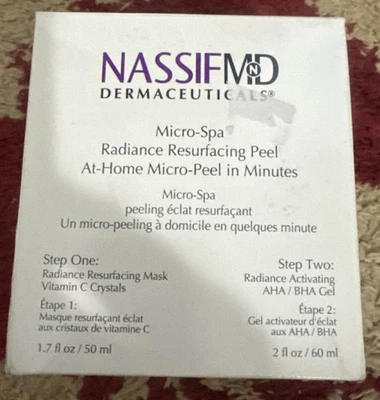 NASSIFMD
DERMACEUTICALS®
Micro-Spa
Radiance Resurfacing Peel
At-Home Micro-Peel in Minutes
Micro-Spa
peeling éclat resurfaçant
Un micro-peeling à domicile en quelques minute
Step One:
Radiance Resurfacing Mask
Vitamin C Crystals
Étape 1:
Masque resurfaçant éclat
aux cristaux de vitamine C
1.7 fl oz / 50 ml
Step Two:
Radiance Activating
AHA / BHA Gel
Étape 2:
Gel activateur d'éclat
aux AHA / BHA
2 fl oz / 60 ml